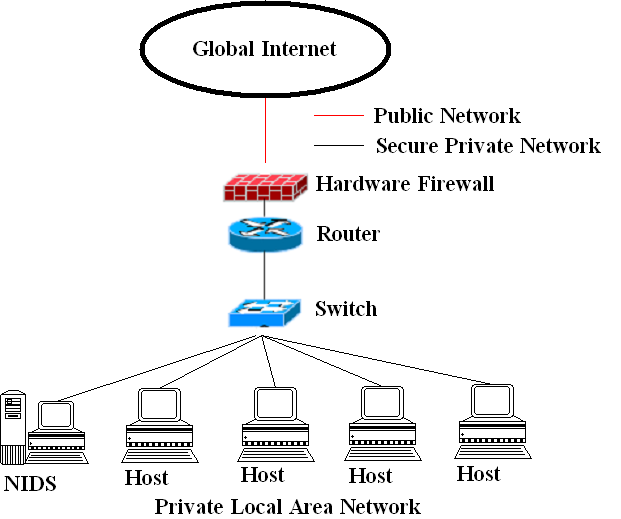 Global Internet
Public Network
Secure Private Network
Hardware Firewall
Router
Switch
NIDS
Host
Host
Host
Host
Private Local Area Network